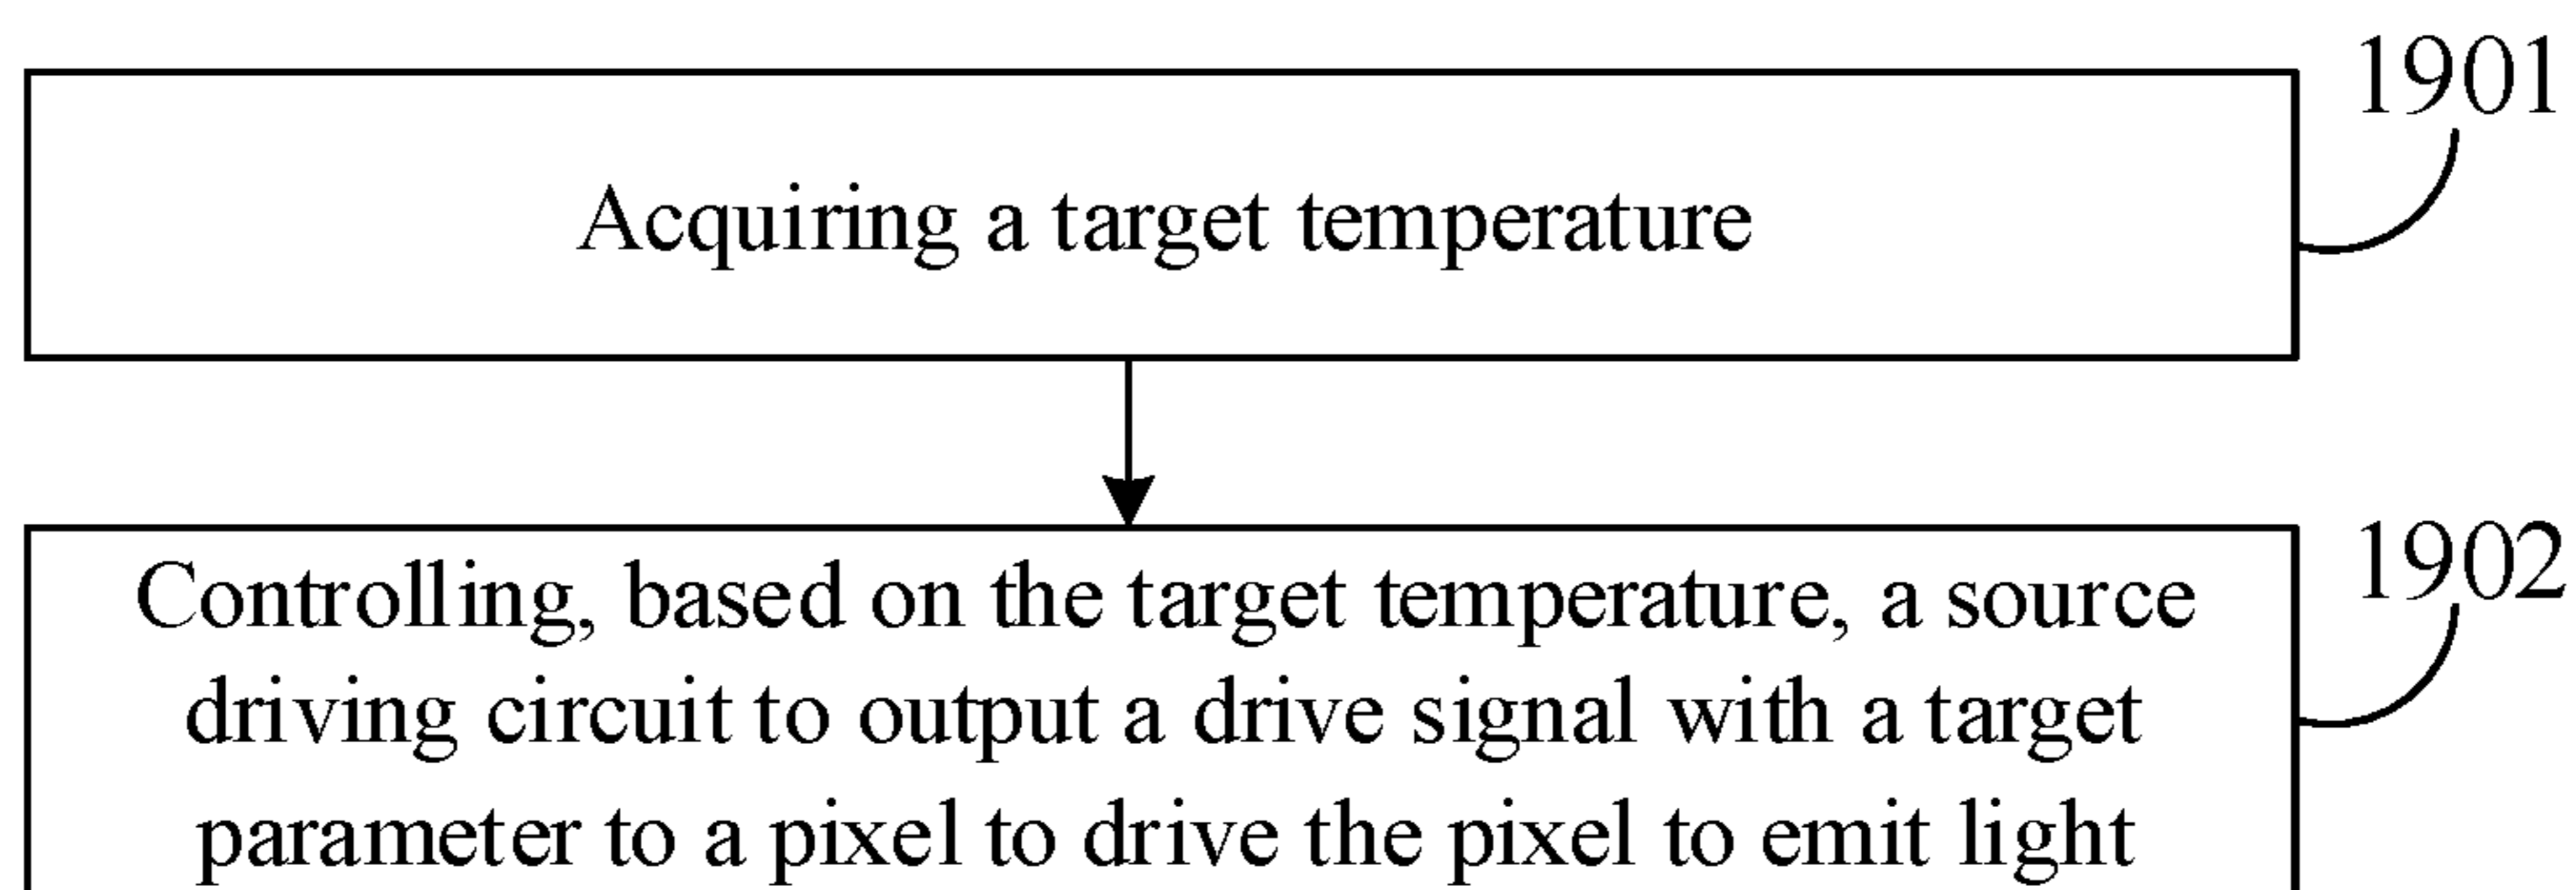 1901
Acquiring a target temperature
1902
Controlling, based on the target temperature, a source
driving circuit to output a drive signal with a target
parameter to a pixel to drive the pixel to emit light